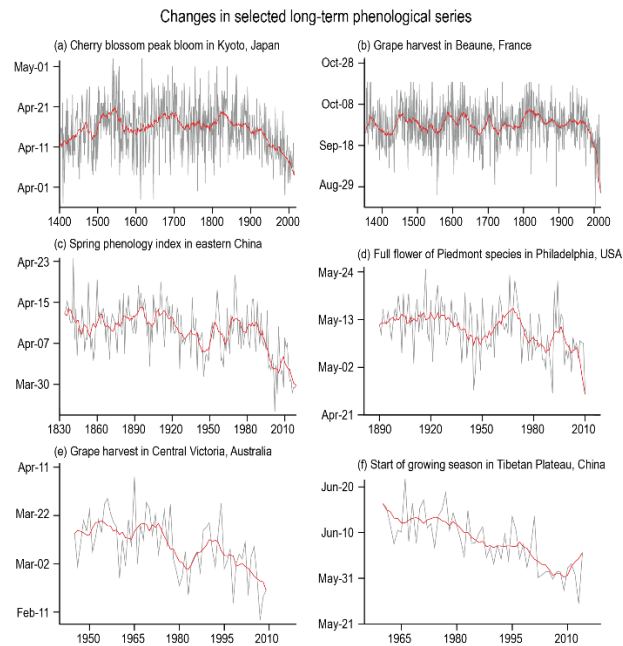 Changes in selected long-term phenological series
(a) Cherry blossom peak bloom in Kyoto, Japan
May-01
Apr-21
Apr-11
Apr-01
1400 1500 1600 1700 1800 1900 2000
(b) Grape harvest in Beaune, France
Oct-28
Oct-08
Sep-18
Aug-29
1400 1500 1600 1700 1800 1900 2000
(c) Spring phenology index in eastern China
Apr-23
Apr-15
Apr-07
Mar-30
1830 1860 1890 1920 1950 1980 2010
(d) Full flower of Piedmont species in Philadelphia, USA
May-24
May-13
May-02
Apr-21
1890 1920 1950 1980 2010
(e) Grape harvest in Central Victoria, Australia
Apr-11
Mar-22
Mar-02
Feb-11
1950 1965 1980 1995 2010
(f) Start of growing season in Tibetan Plateau, China
Jun-20
Jun-10
May-31
May-21
1965 1980 1995 2010